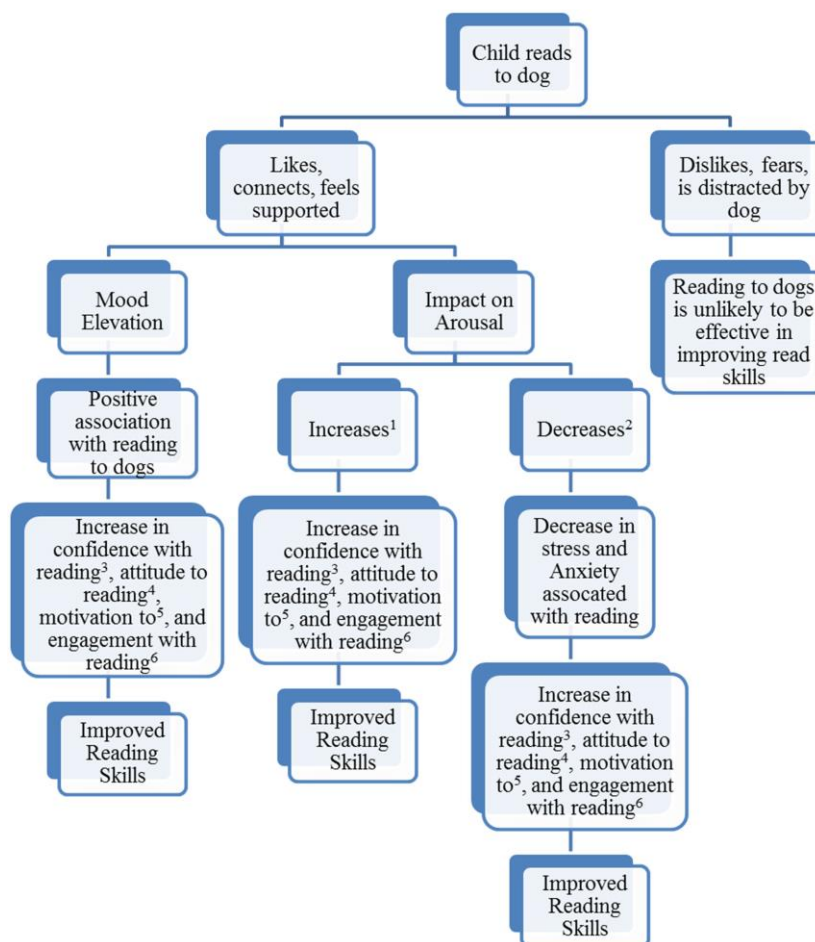 Child reads
to dog
Likes,
connects, feels
supported
Dislikes, fears,
is distracted by
dog
Mood
Elevation
Impact on
Arousal
Reading to dogs
is unlikely to be
effective in
improving read
skills
Positive
association
with reading
to dogs
Increases¹
Decreases²
Increase in
confidence with
reading³, attitude to
reading⁴,
motivation to⁵, and
engagement with
reading⁶
Increase in
confidence with
reading³, attitude to
reading⁴, motivation
to⁵, and engagement
with reading⁶
Decrease in
stress and
Anxiety
assocated
with reading
Improved
Reading
Skills
Improved
Reading
Skills
Increase in
confidence with
reading³, attitude to
reading⁴, motivation
to⁵, and engagement
with reading⁶
Improved
Reading
Skills